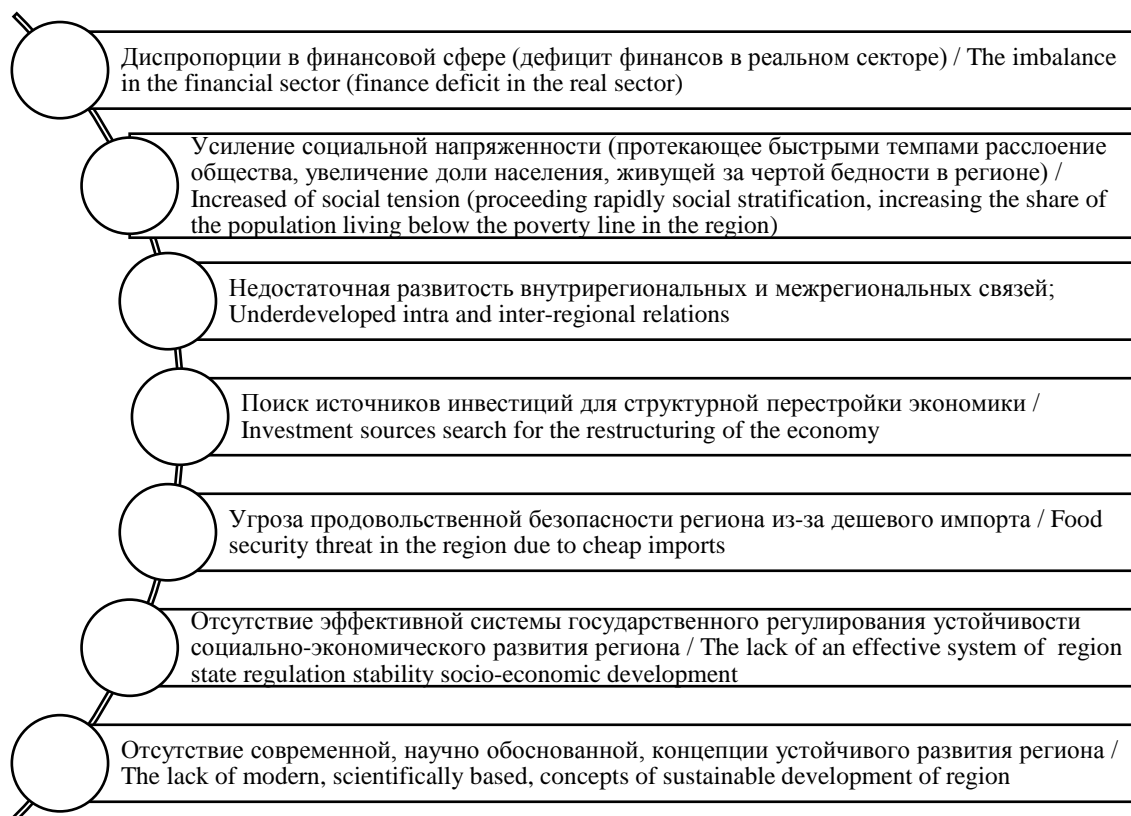 Диспропорции в финансовой сфере (дефицит финансов в реальном секторе) / The imbalance
in the financial sector (finance deficit in the real sector)
Усиление социальной напряженности (протекающее быстрыми темпами расслоение
общества, увеличение доли населения, живущей за чертой бедности в регионе) /
Increased of social tension (proceeding rapidly social stratification, increasing the share of
the population living below the poverty line in the region)
Недостаточная развитость внутрирегиональных и межрегиональных связей;
Underdeveloped intra and inter-regional relations
Поиск источников инвестиций для структурной перестройки экономики /
Investment sources search for the restructuring of the economy
Угроза продовольственной безопасности региона из-за дешевого импорта / Food
security threat in the region due to cheap imports
Отсутствие эффективной системы государственного регулирования устойчивости
социально-экономического развития региона / The lack of an effective system of region
state regulation stability socio-economic development
Отсутствие современной, научно обоснованной, концепции устойчивого развития региона /
The lack of modern, scientifically based, concepts of sustainable development of region